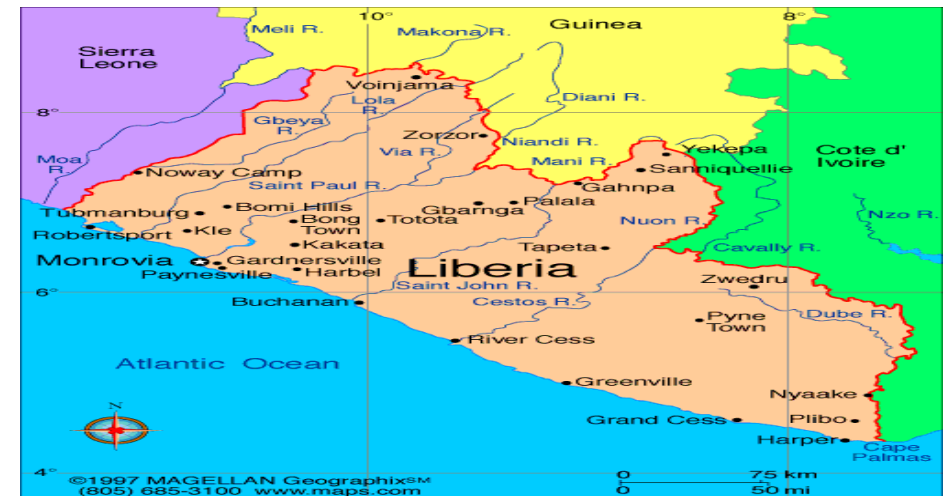 10°
8°
Meli R.
Makona R.
Guinea
Sierra
Leone
Voinjama
Lola
R.
Diani R.
8°
Gbeya
R.
Zorzor
Niandi R.
Via R.
Mani R.
Yekepa
Cote d'
Ivoire
Moa
R.
Noway Camp
Sanniquellie
Saint Paul R.
Gahnpa
Tubmanburg
Bomi Hills
Gbarnga
Palala
Nuon R.
Nzo R.
Robertsport
Kle
Bong
Town
Totota
Kakata
Tapeta
Cavally R.
Monrovia
Gardnersville
Liberia
Paynesville
Harbel
Zwedru
6°
Saint John R.
Buchanan
Cestos R.
Dube R.
Pyne
Town
River Cess
Atlantic Ocean
Greenville
Nyaake
N
Grand Cess
Plibo
Harper
Cape
Palmas
4°
©1997 MAGELLAN Geographix℠
(805) 685-3100 www.maps.com
0 75 km
0 50 mi